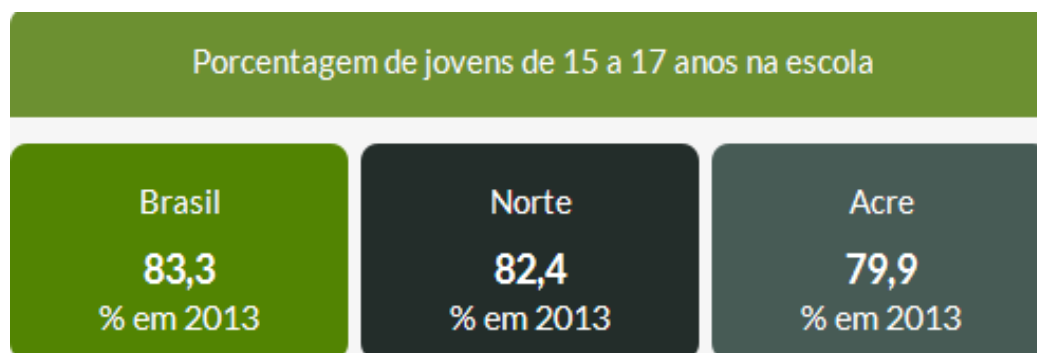 Porcentagem de jovens de 15 a 17 anos na escola
Brasil
83,3
% em 2013
Norte
82,4
% em 2013
Acre
79,9
% em 2013